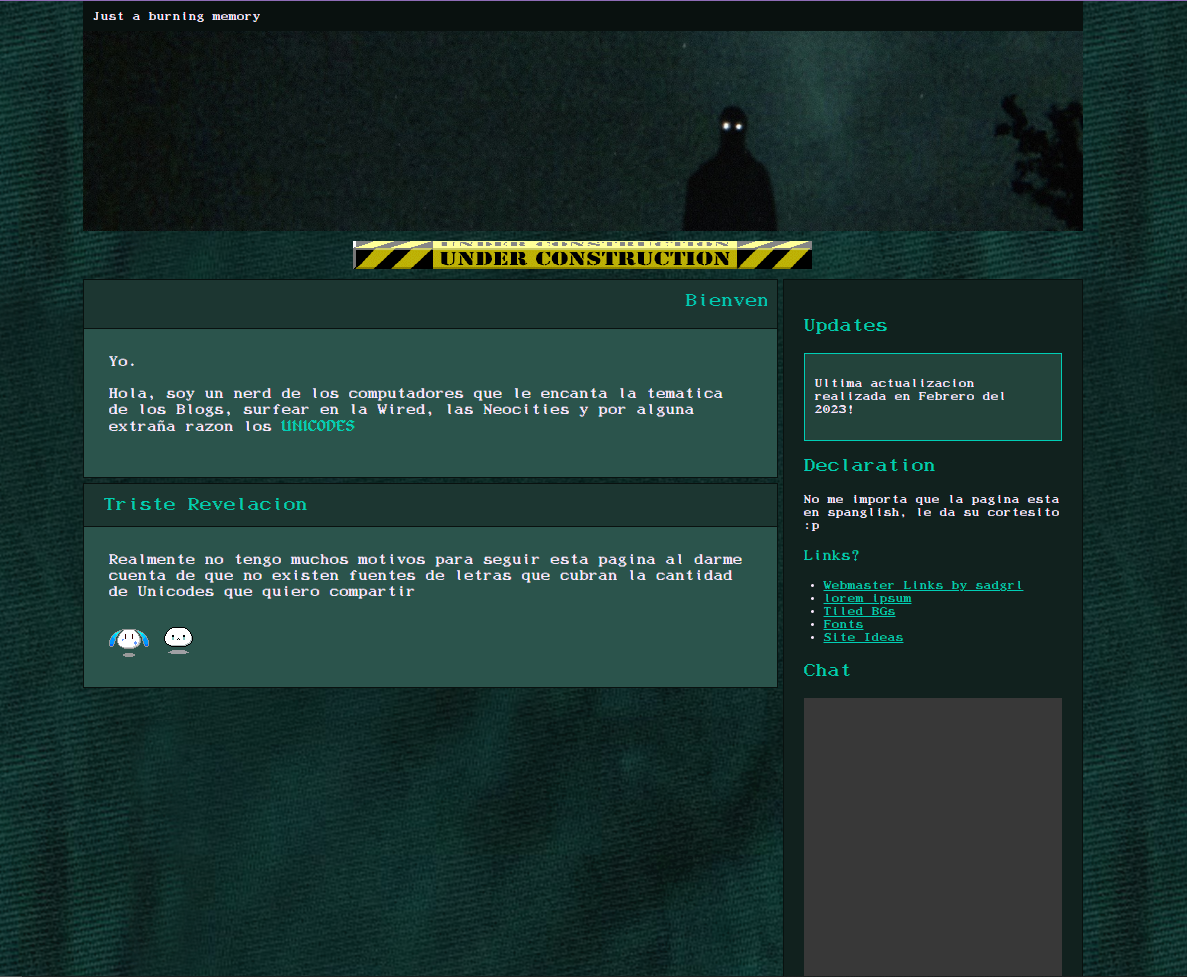 Just a burning memory
UNDER CONSTRUCTION
Bienven
Yo.
Hola, soy un nerd de los computadores que le encanta la tematica
de los Blogs, surfear en la Wired, las Neocities y por alguna
extraña razon los UNICODES
Triste Revelacion
Realmente no tengo muchos motivos para seguir esta pagina al darme
cuenta de que no existen fuentes de letras que cubran la cantidad
de Unicodes que quiero compartir
Updates
Ultima actualizacion
realizada en Febrero del
2023!
Declaration
No me importa que la pagina esta
en spanglish, le da su cortesito
:p
Links?
Webmaster Links by sadgrl
lorem ipsum
Tiled BGs
Fonts
Site Ideas
Chat